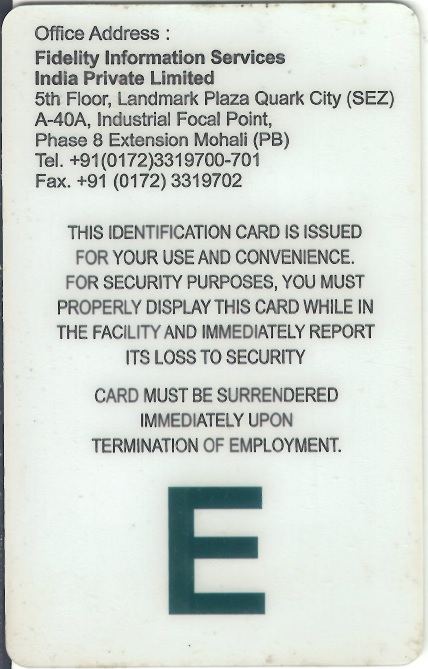 Office Address :
Fidelity Information Services
India Private Limited
5th Floor, Landmark Plaza Quark City (SEZ)
A-40A, Industrial Focal Point,
Phase 8 Extension Mohali (PB)
Tel. +91(0172)3319700-701
Fax. +91 (0172) 3319702
THIS IDENTIFICATION CARD IS ISSUED
FOR YOUR USE AND CONVENIENCE.
FOR SECURITY PURPOSES, YOU MUST
PROPERLY DISPLAY THIS CARD WHILE IN
THE FACILITY AND IMMEDIATELY REPORT
ITS LOSS TO SECURITY
CARD MUST BE SURRENDERED
IMMEDIATELY UPON
TERMINATION OF EMPLOYMENT.
E